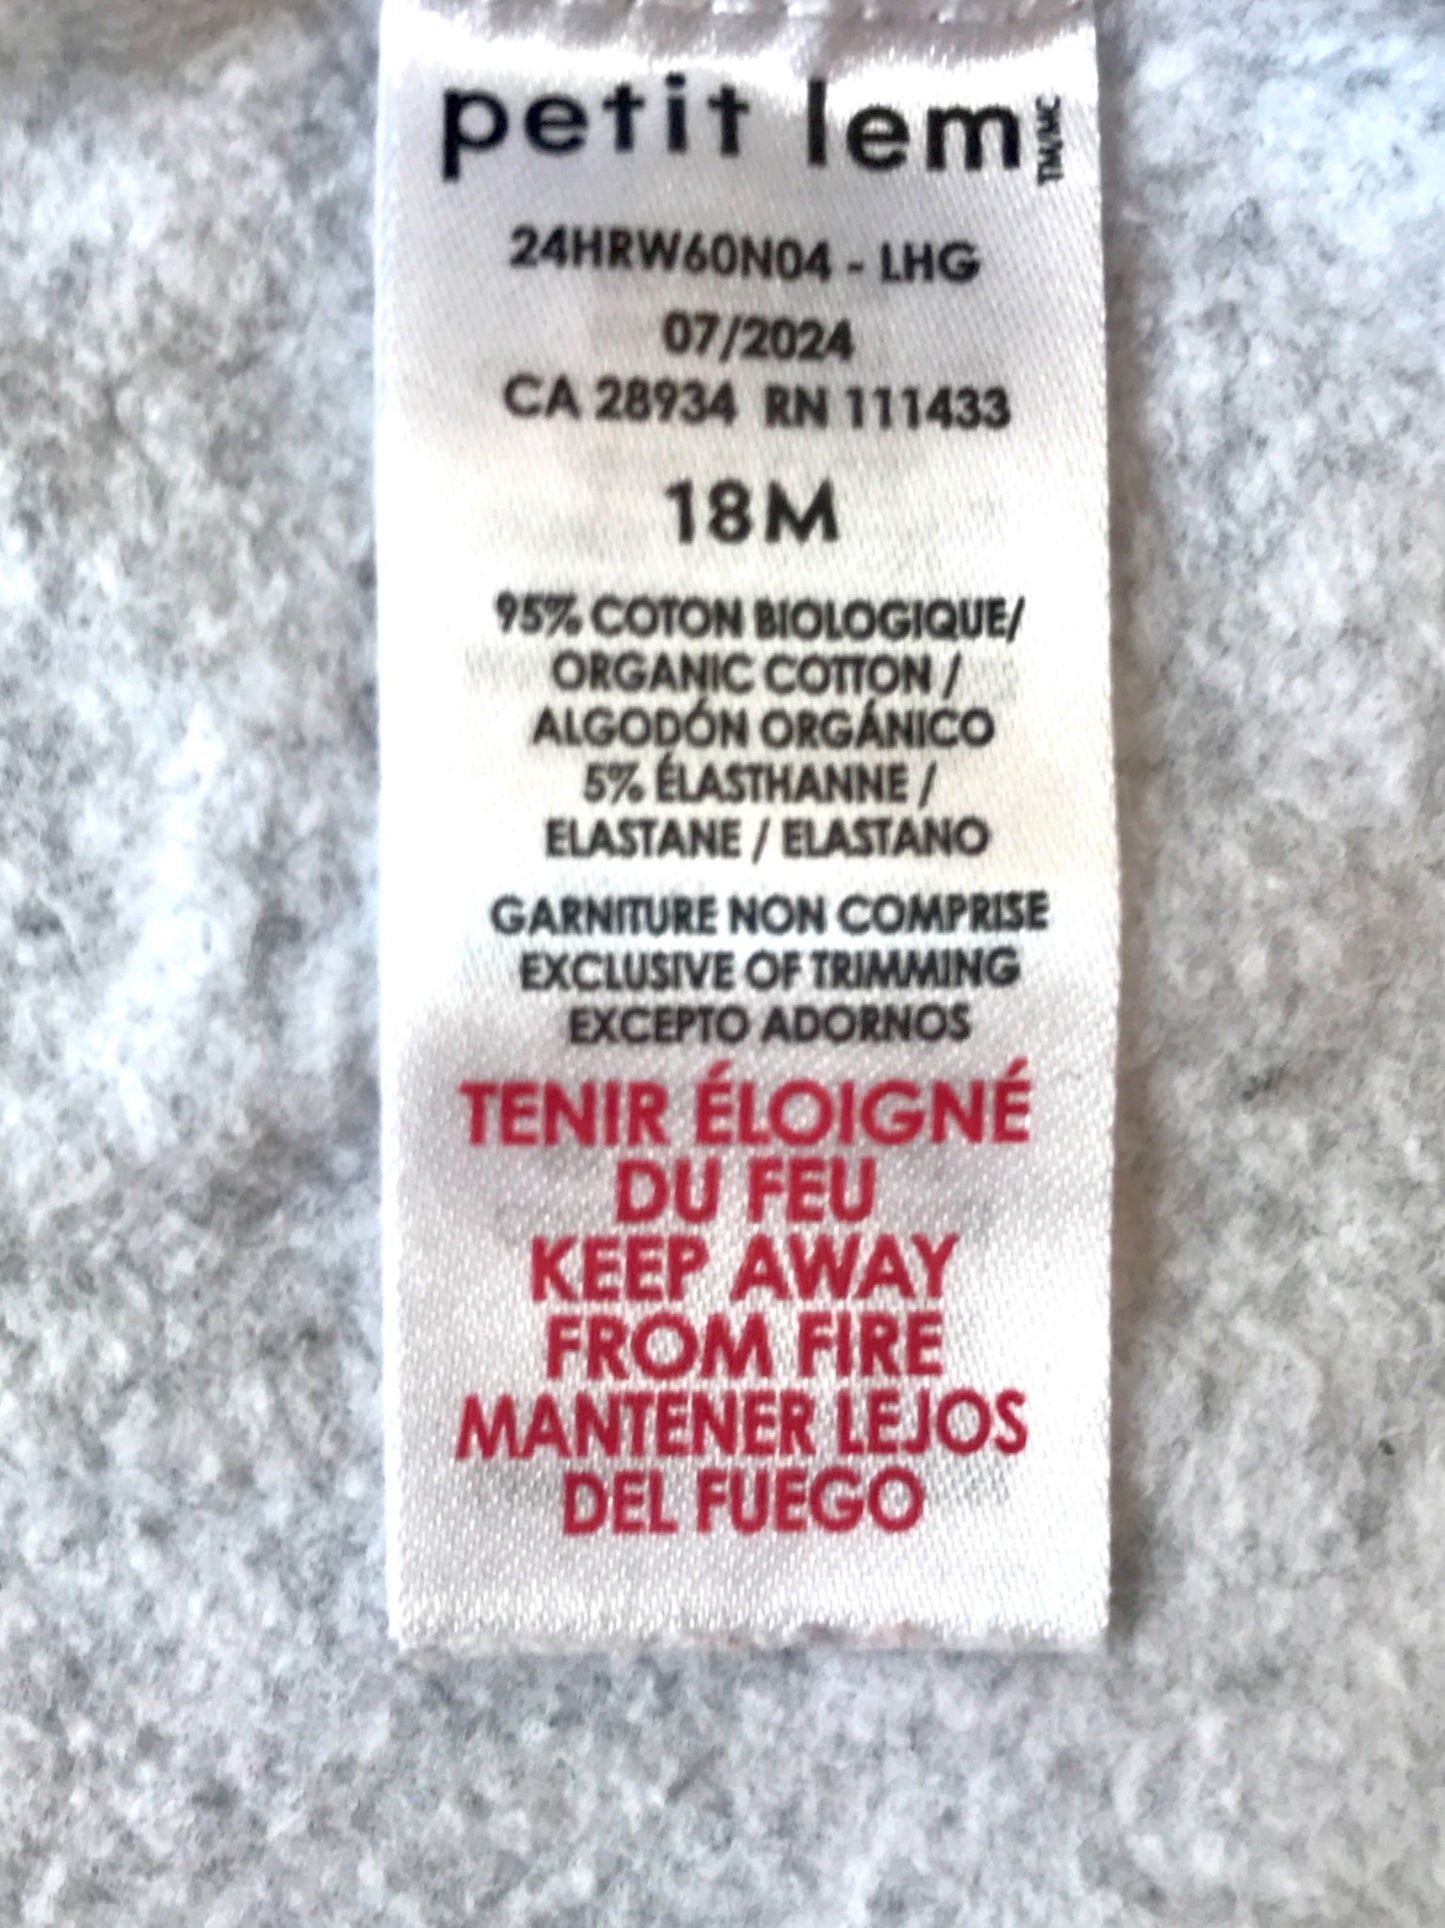 petit lem TM/MC
24HRW60N04 - LHG
07/2024
CA 28934 RN 111433
18M
95% COTON BIOLOGIQUE/
ORGANIC COTTON /
ALGODÓN ORGÁNICO
5% ÉLASTHANNE /
ELASTANE / ELASTANO
GARNITURE NON COMPRISE
EXCLUSIVE OF TRIMMING
EXCEPTO ADORNOS
TENIR ÉLOIGNÉ
DU FEU
KEEP AWAY
FROM FIRE
MANTENER LEJOS
DEL FUEGO